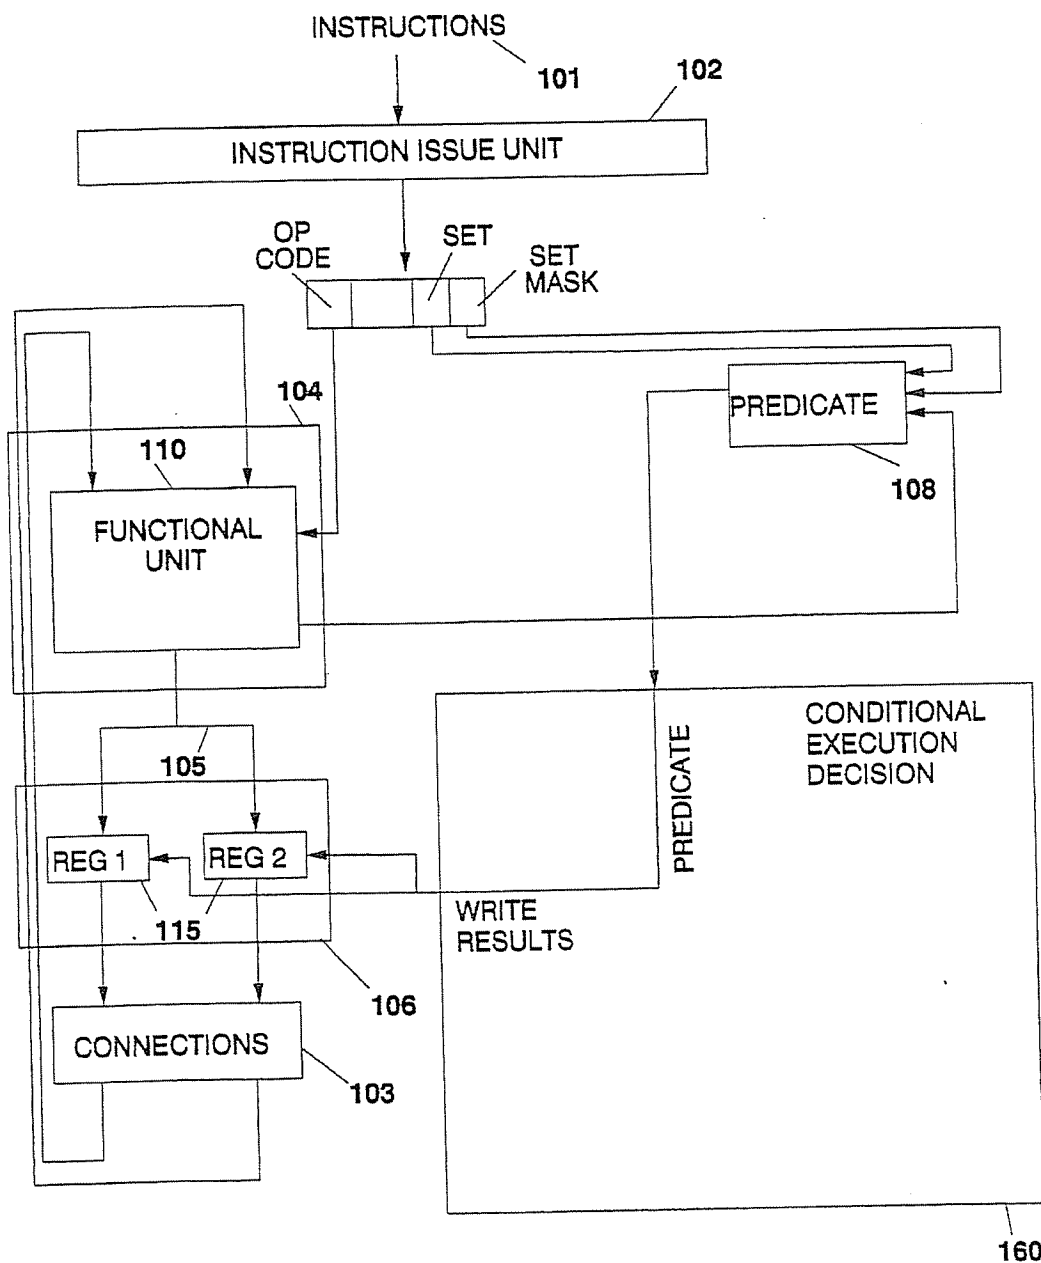 INSTRUCTIONS
101
102
INSTRUCTION ISSUE UNIT
OP
CODE
SET
SET
MASK
104
110
PREDICATE
108
FUNCTIONAL
UNIT
CONDITIONAL
EXECUTION
DECISION
PREDICATE
105
REG 1
REG 2
115
WRITE
RESULTS
106
CONNECTIONS
103
160